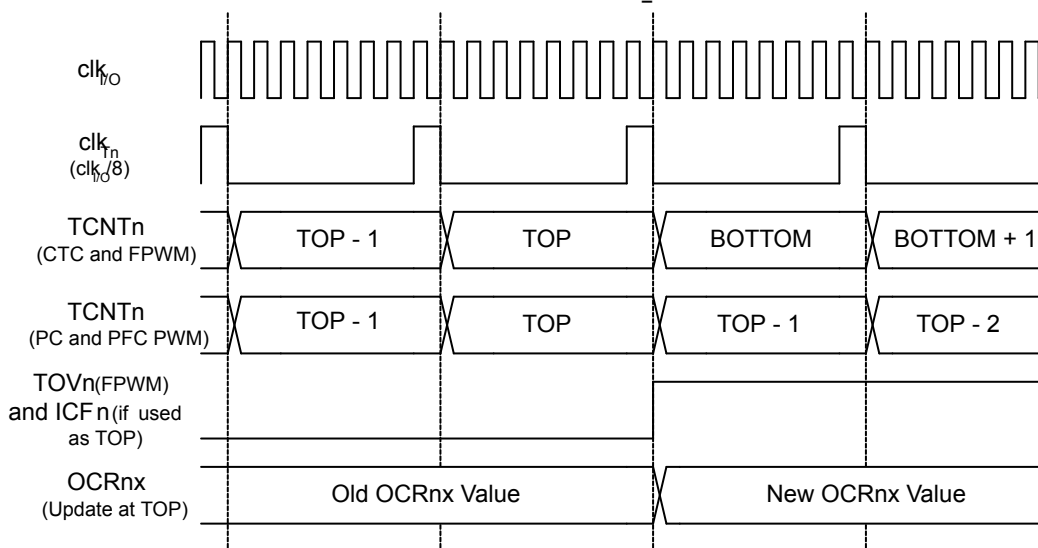 clkI/O
clkTn
(clkI/O/8)
TCNTn
(CTC and FPWM)
TOP - 1
TOP
BOTTOM
BOTTOM + 1
TCNTn
(PC and PFC PWM)
TOP - 1
TOP
TOP - 1
TOP - 2
TOVn(FPWM)
and ICFn(if used
as TOP)
OCRnx
(Update at TOP)
Old OCRnx Value
New OCRnx Value